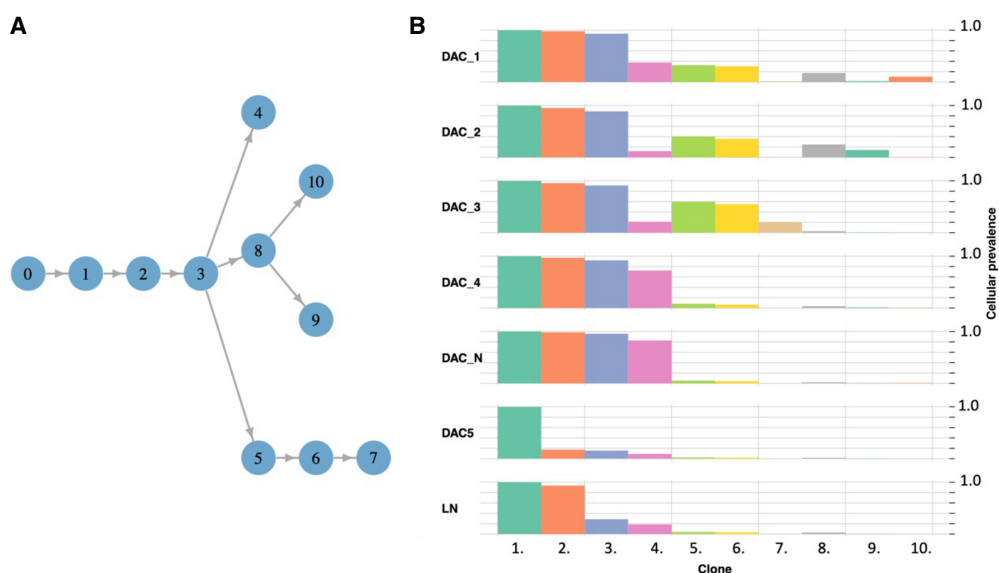 A
0
1
2
3
4
10
8
9
5
6
7
B
DAC_1
1.0
DAC_2
1.0
DAC_3
1.0
DAC_4
1.0
DAC_N
1.0
DAC5
1.0
LN
1.0
Cellular prevalence
1. 2. 3. 4. 5. 6. 7. 8. 9. 10.
Clone